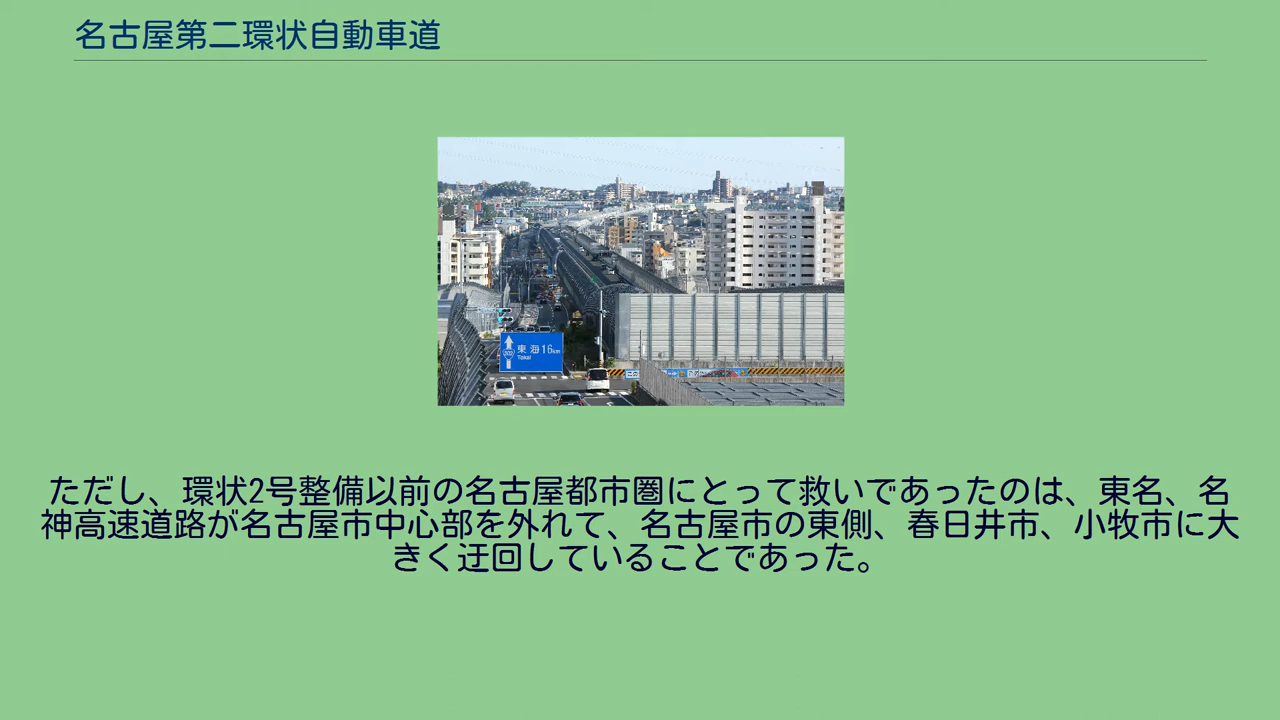 名古屋第二環状自動車道
302
東海16km
Tokai
ただし、環状2号整備以前の名古屋都市圏にとって救いであったのは、東名、名
神高速道路が名古屋市中心部を外れて、名古屋市の東側、春日井市、小牧市に大
きく迂回していることであった。